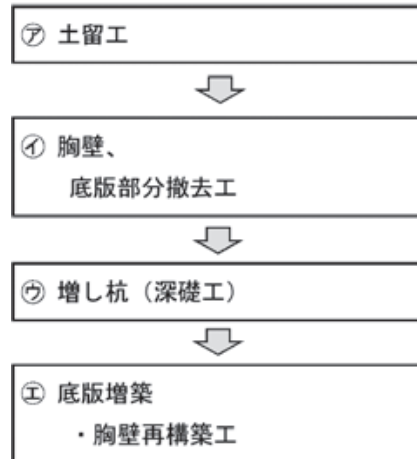 ㋐ 土留工
㋑ 胸壁、
底版部分撤去工
㋒ 増し杭（深礎工）
㋓ 底版増築
・胸壁再構築工